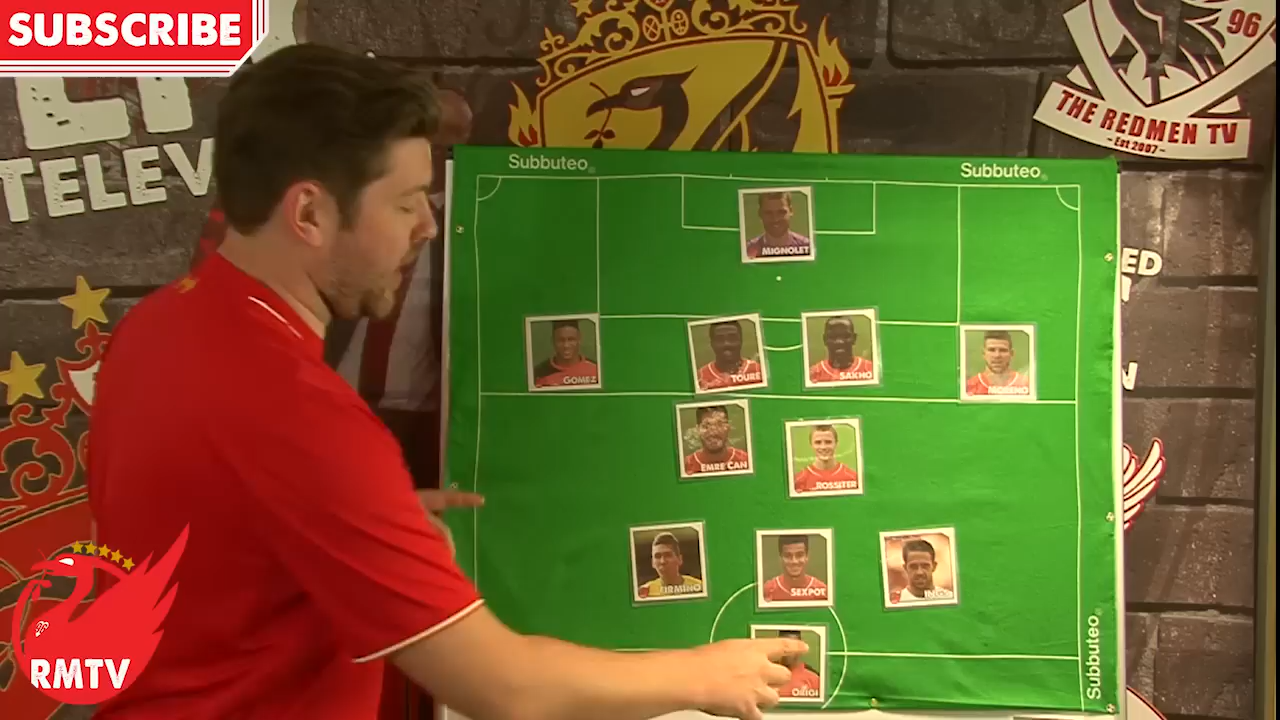 SUBSCRIBE
TELEV
96
THE REDMEN TV
~Est 2007~
Subbuteo
Subbuteo
MIGNOLET
GOMEZ
TOURE
SAKHO
MORENO
EMRE CAN
ROSSITER
FIRMINO
SEXPOT
INGS
ORIGI
Subbuteo
RMTV